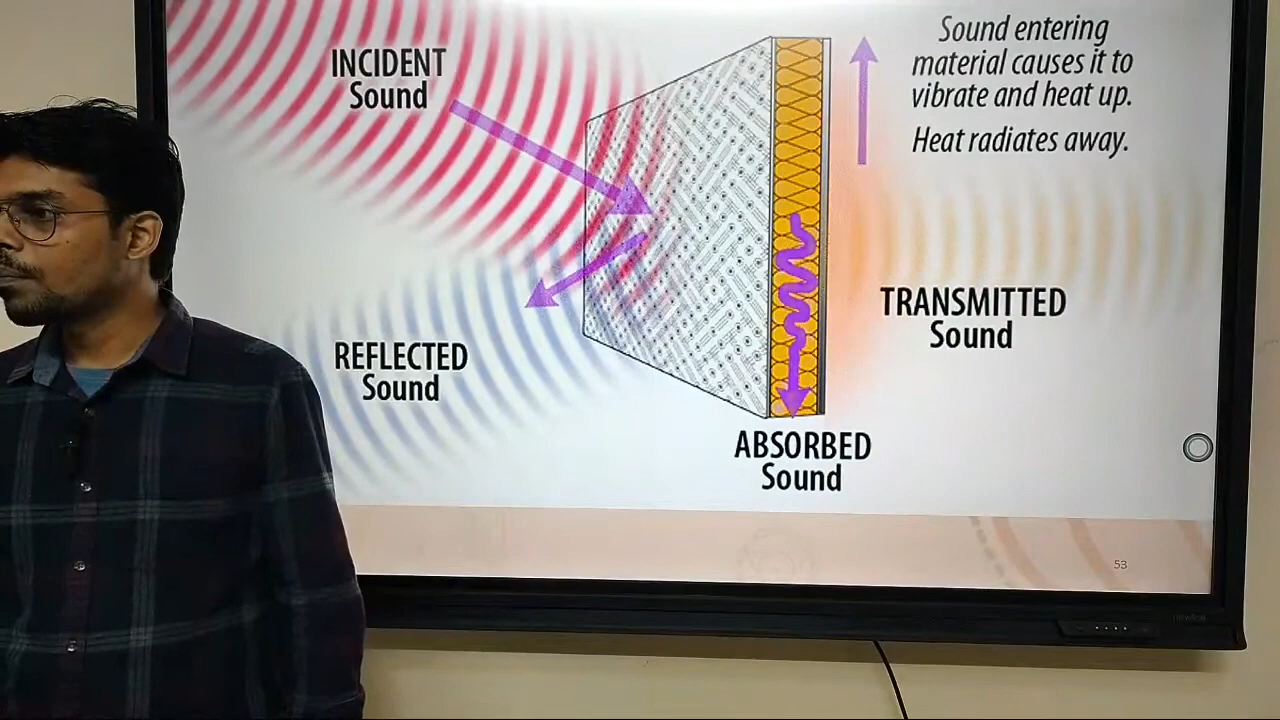 INCIDENT
Sound
Sound entering
material causes it to
vibrate and heat up.
Heat radiates away.
TRANSMITTED
Sound
REFLECTED
Sound
ABSORBED
Sound
53
newline